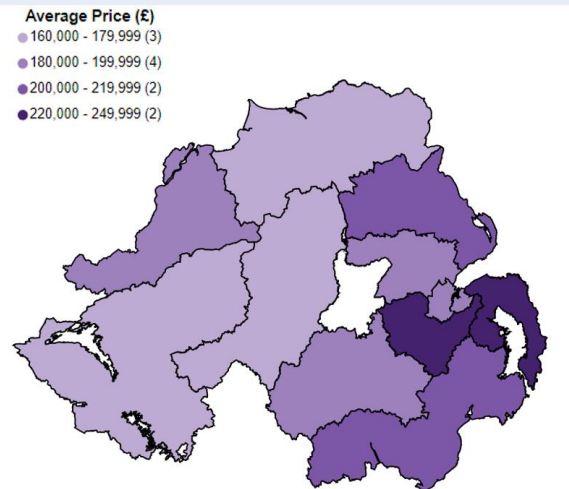 Average Price (£)
160,000 - 179,999 (3)
180,000 - 199,999 (4)
200,000 - 219,999 (2)
220,000 - 249,999 (2)